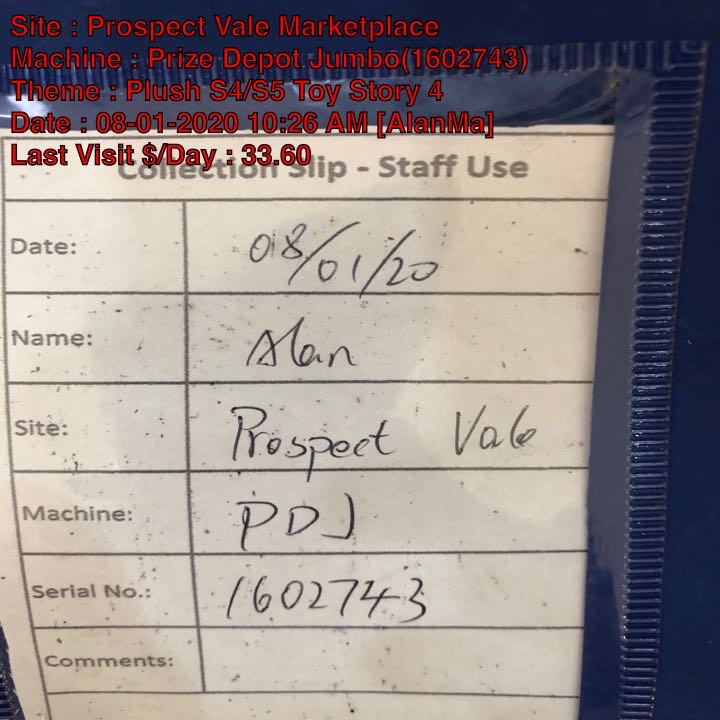 Site : Prospect Vale Marketplace
Machine : Prize Depot Jumbo(1602743)
Theme : Plush S4/S5 Toy Story 4
Date : 08-01-2020 10:26 AM [AlanMa]
Last Visit $/Day : 33.60
Collection Slip - Staff Use
Date: 08/01/20
Name: Alan
Site: Prospect Vale
Machine: PDJ
Serial No.: 1602743
Comments: